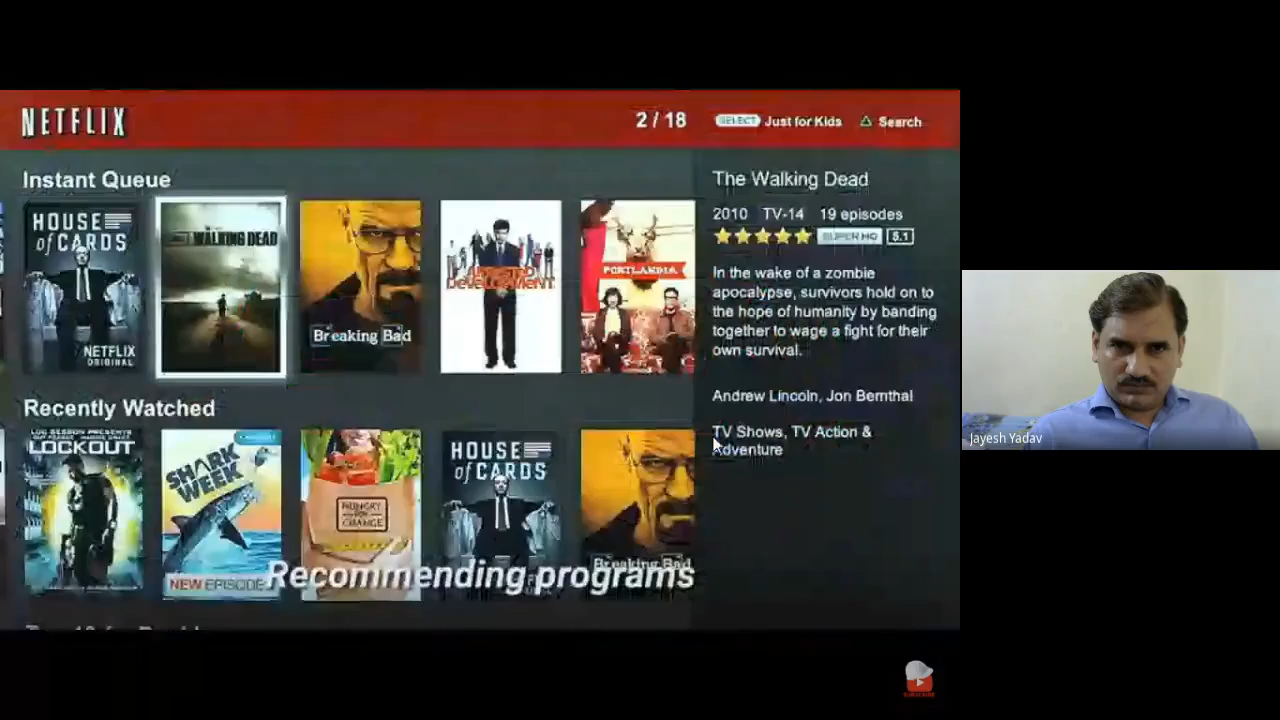 NETFLIX
2 / 18
SELECT Just for Kids
Search
Instant Queue
HOUSE
of CARDS
NETFLIX
ORIGINAL
WALKING DEAD
Breaking Bad
DEVELOPMENT
PORTLANDIA
The Walking Dead
2010 TV-14 19 episodes
SUPER HD 5.1
In the wake of a zombie
apocalypse, survivors hold on to
the hope of humanity by banding
together to wage a fight for their
own survival.
Andrew Lincoln, Jon Bernthal
TV Shows, TV Action &
Adventure
Jayesh Yadav
Recently Watched
LOCKOUT
SHARK
WEEK
NEW EPISODE
HUNGRY
FOR
CHANGE
HOUSE
of CARDS
Breaking Bad
Recommending programs
SUBSCRIBE